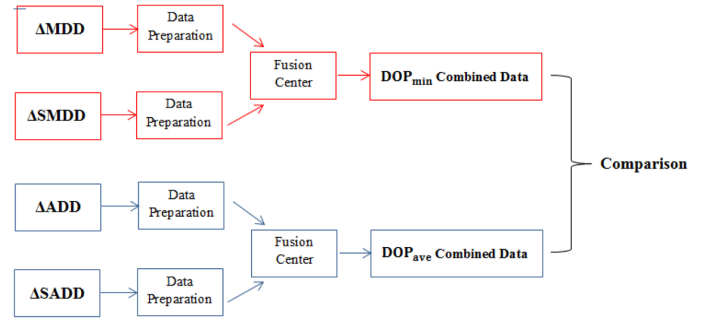 ΔMDD
Data
Preparation
Fusion
Center
DOPmin Combined Data
ΔSMDD
Data
Preparation
Comparison
ΔADD
Data
Preparation
Fusion
Center
DOPave Combined Data
ΔSADD
Data
Preparation